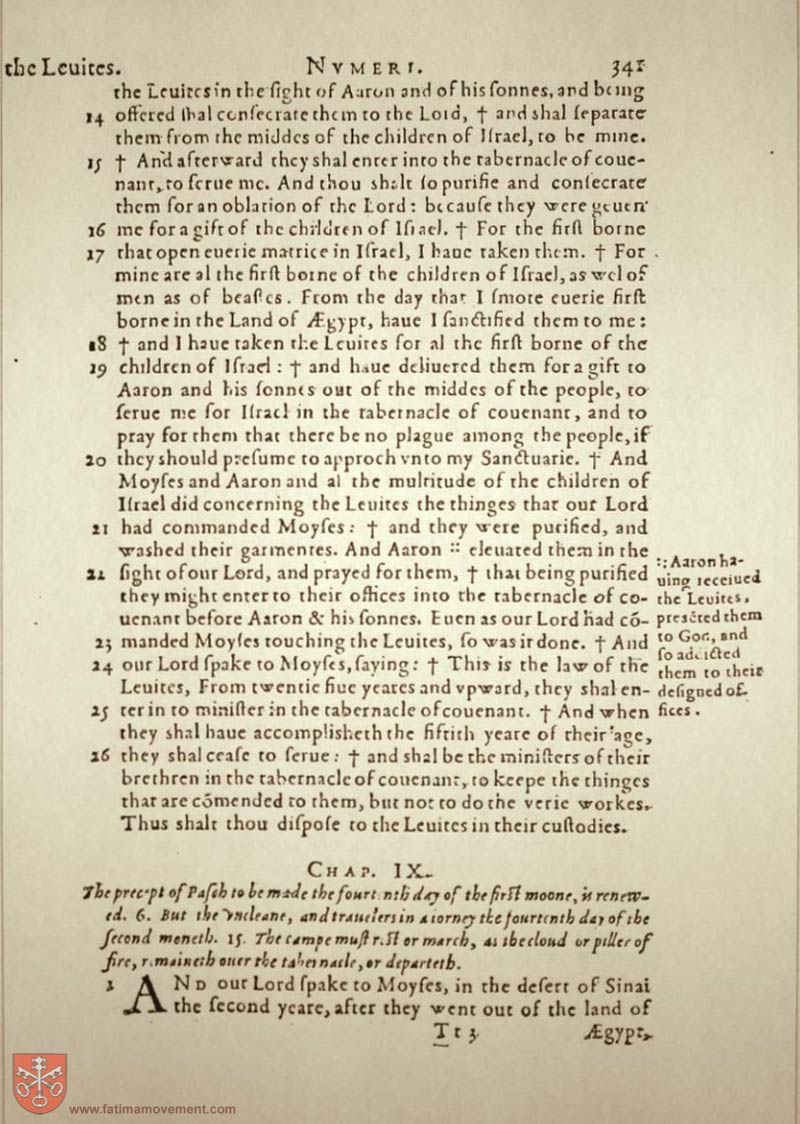 the Leuites. NVMERI. 341
the Leuites in the sight of Aaron and of his sonnes, and being
14 offered shal consecrate them to the Lord, † and shal separate
them from the middes of the children of Israel, to be mine.
15 † And afterward they shal enter into the tabernacle of coue-
nant, to serue me. And thou shalt so purifie and consecrate
them for an oblation of the Lord: because they were geuen
16 me for a gift of the children of Israel. † For the first borne
17 that open euerie matrice in Israel, I haue taken them. † For
mine are al the first borne of the children of Israel, as wel of
men as of beastes. From the day that I smote euerie first
borne in the Land of Ægypt, haue I sanctified them to me:
18 † and I haue taken the Leuites for al the first borne of the
19 children of Israel: † and haue deliuered them for a gift to
Aaron and his sonnes out of the middes of the people, to
serue me for Israel in the tabernacle of couenant, and to
pray for them that there be no plague among the people, if
20 they should presume to approch vnto my Sanctuarie. † And
Moyses and Aaron and al the multitude of the children of
Israel did concerning the Leuites the thinges that our Lord
21 had commanded Moyses: † and they were purified, and
washed their garmentes. And Aaron :: eleuated them in the
22 sight of our Lord, and prayed for them, † that being purified
they might enter to their offices into the tabernacle of co-
uenant before Aaron & his sonnes. Euen as our Lord had cō-
23 manded Moyses touching the Leuites, so was it done. † And
24 our Lord spake to Moyses, saying: † This is the law of the
Leuites, From twentie fiue yeares and vpward, they shal en-
25 ter in to minister in the tabernacle of couenant. † And when
they shal haue accomplisheth the fiftith yeare of their age,
26 they shal cease to serue: † and shal be the ministers of their
brethren in the tabernacle of couenant, to keepe the thinges
that are cōmended to them, but not to do the verie workes.
Thus shalt thou dispose to the Leuites in their custodies.
:: Aaron ha-
uing receiued
the Leuites.
presēted them
to God, and
so addicted
them to their
designed of-
fices.
CHAP. IX.
The precept of Pasch to be made the fourtenth day of the first moone, is renew-
ed. 6. But the vncleane, and trauelers in a iorney the fourtenth day of the
second moneth. 15. The campe must rest or march, as the cloud or piller of
fire, remaineth ouer the tabernacle, or departeth.
1 AND our Lord spake to Moyses, in the desert of Sinai
the second yeare, after they went out of the land of
Tt 3 Ægypt,
www.fatimamovement.com